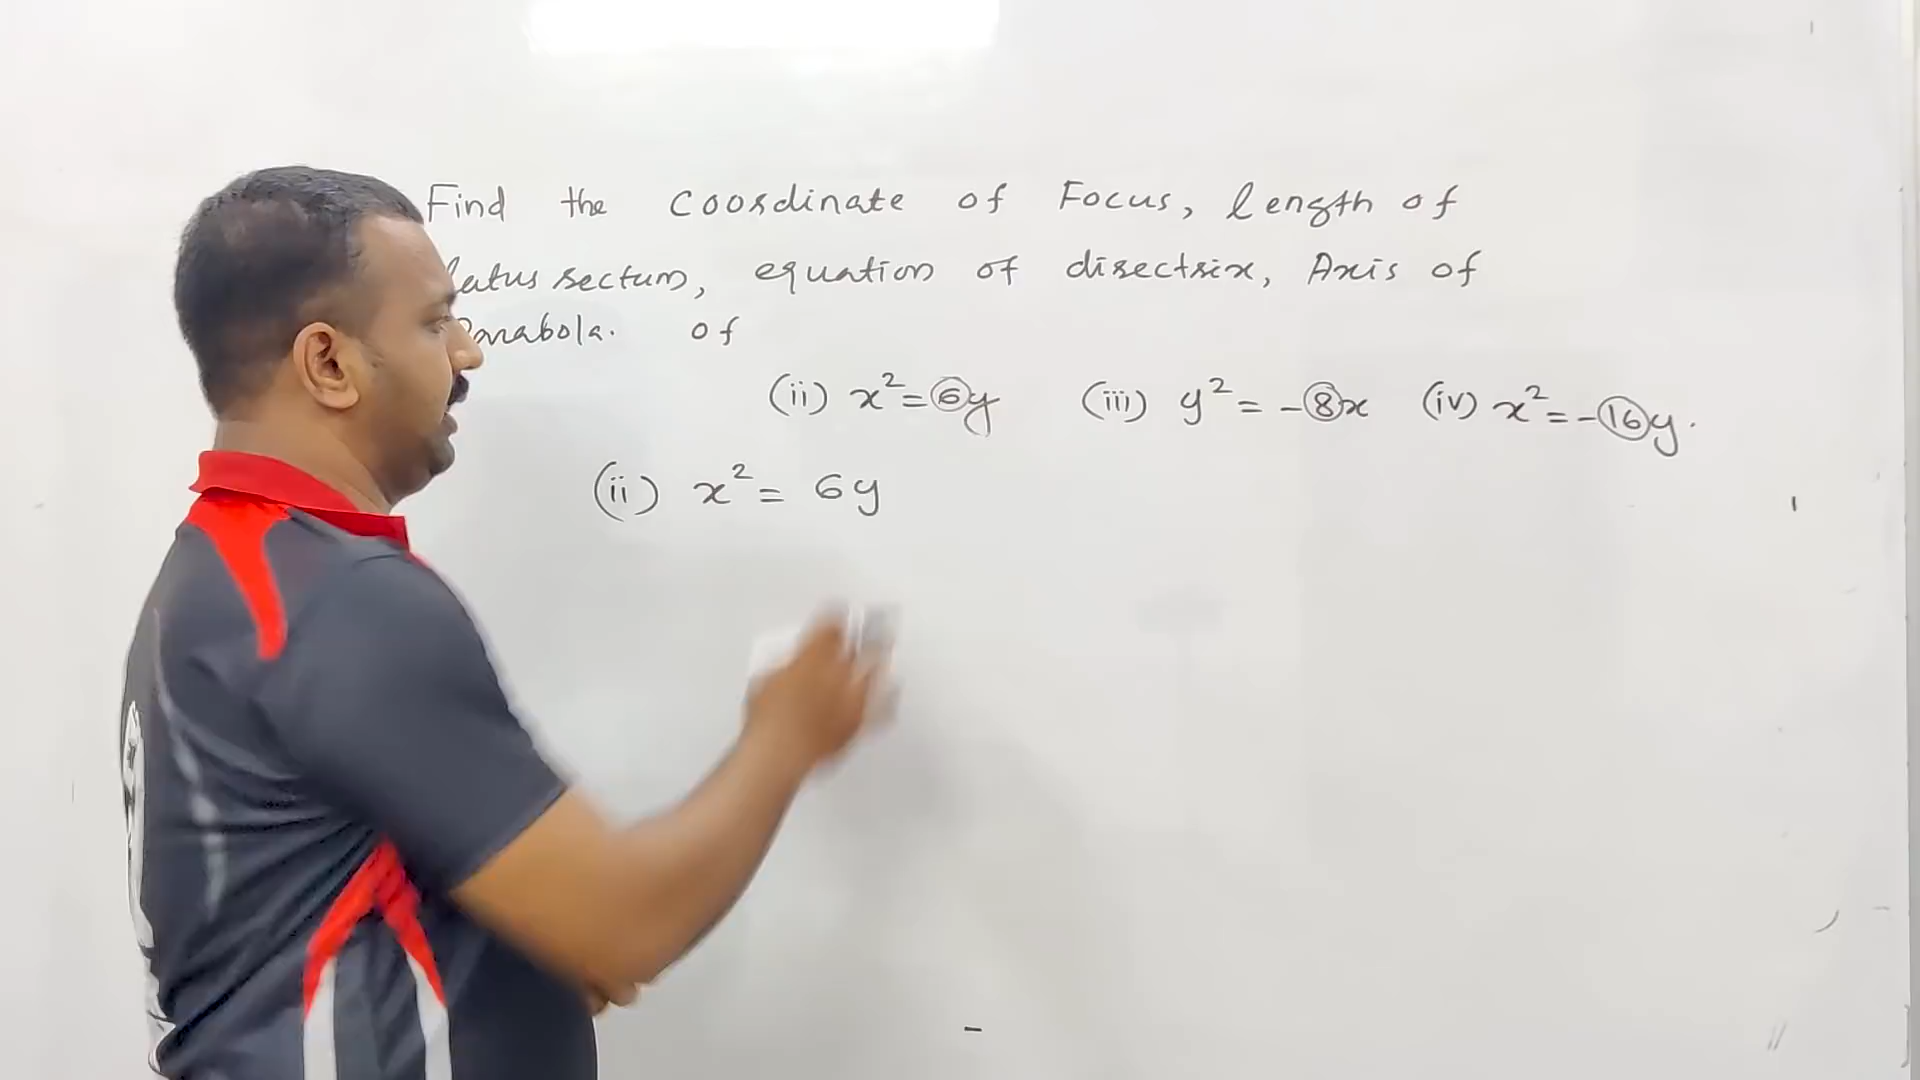 Find the coordinate of Focus, length of
latus rectum, equation of directrix, Axis of
Parabola. of
(ii) x² = 6y (iii) y² = -8x (iv) x² = -16y.
(ii) x² = 6y